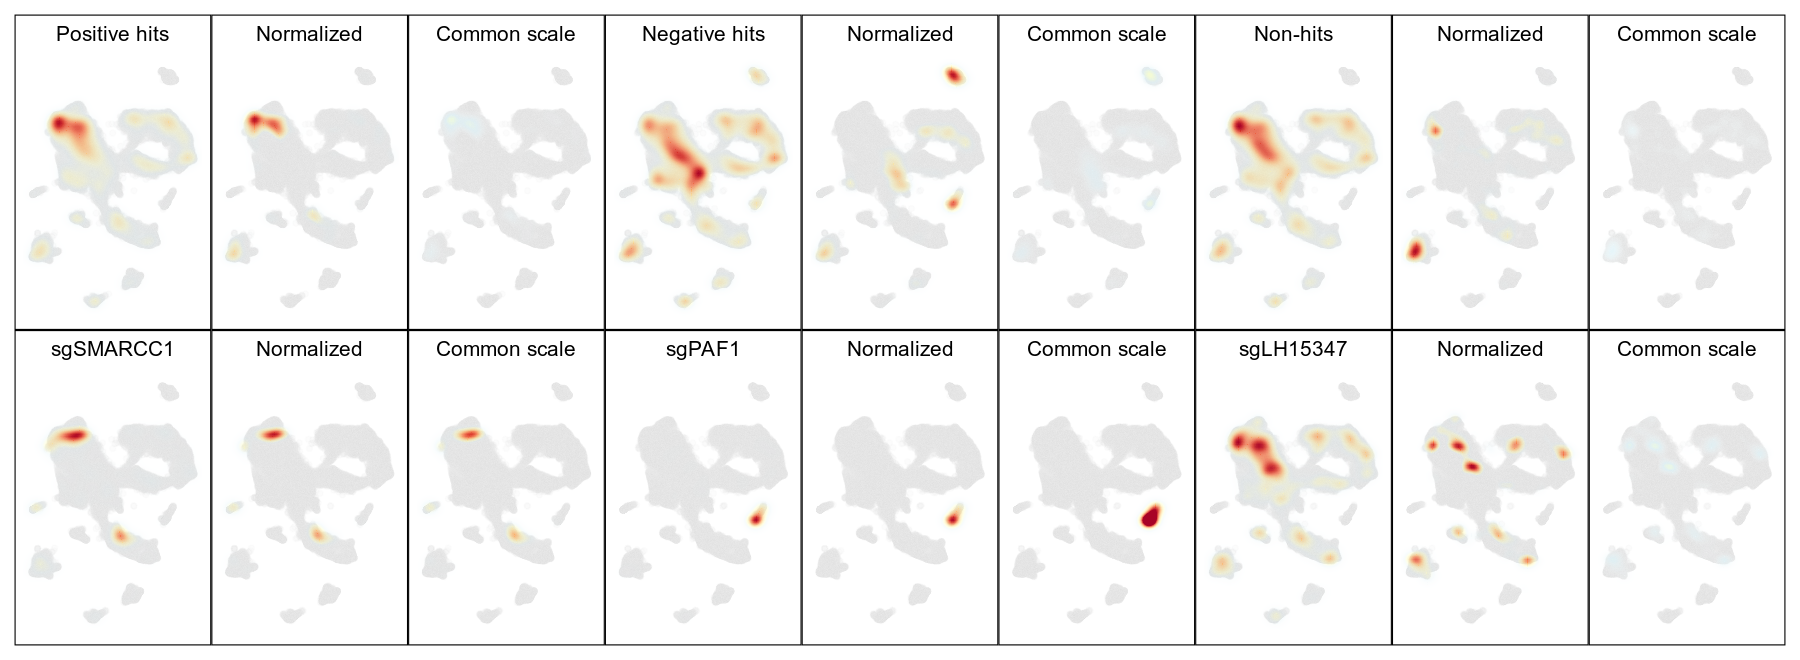 Positive hits Normalized Common scale Negative hits Normalized Common scale Non-hits Normalized Common scale
sgSMARCC1 Normalized Common scale sgPAF1 Normalized Common scale sgLH15347 Normalized Common scale